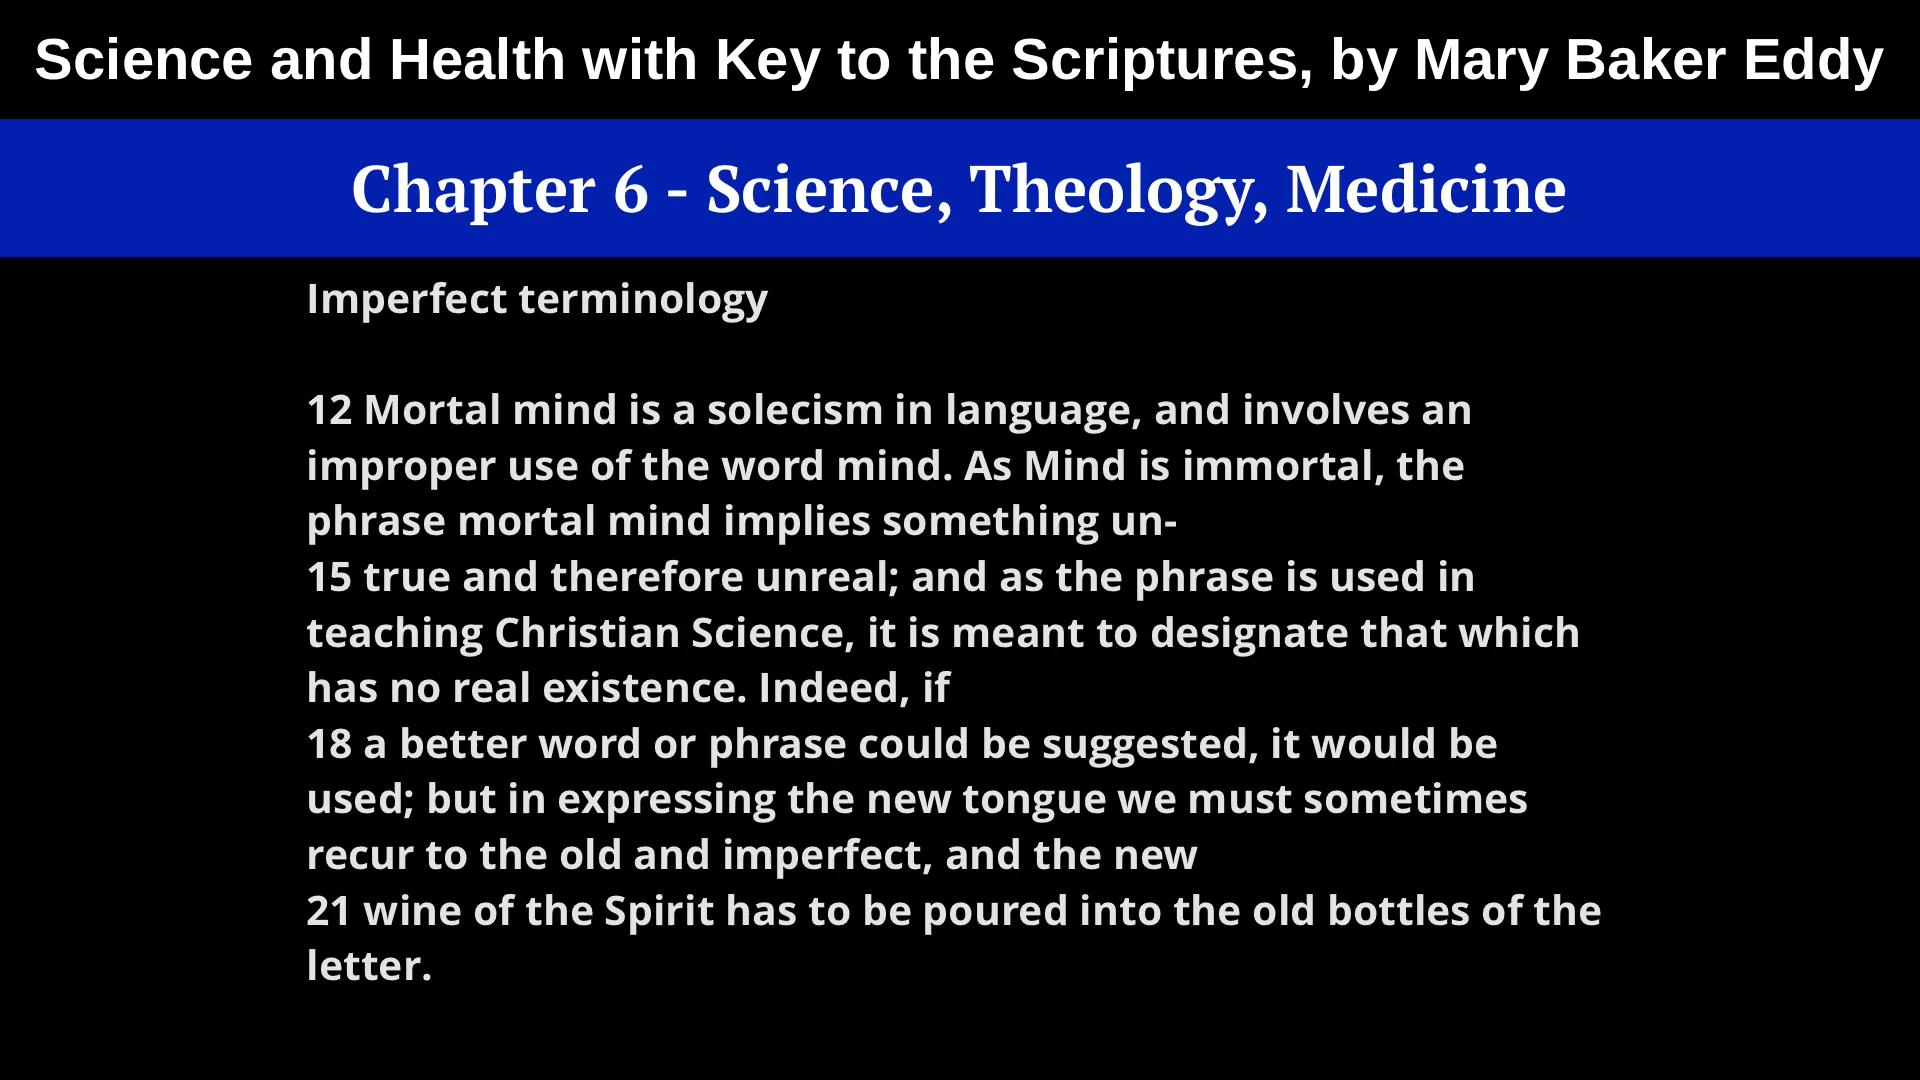 Science and Health with Key to the Scriptures, by Mary Baker Eddy
Chapter 6 - Science, Theology, Medicine
Imperfect terminology
12 Mortal mind is a solecism in language, and involves an
improper use of the word mind. As Mind is immortal, the
phrase mortal mind implies something un-
15 true and therefore unreal; and as the phrase is used in
teaching Christian Science, it is meant to designate that which
has no real existence. Indeed, if
18 a better word or phrase could be suggested, it would be
used; but in expressing the new tongue we must sometimes
recur to the old and imperfect, and the new
21 wine of the Spirit has to be poured into the old bottles of the
letter.